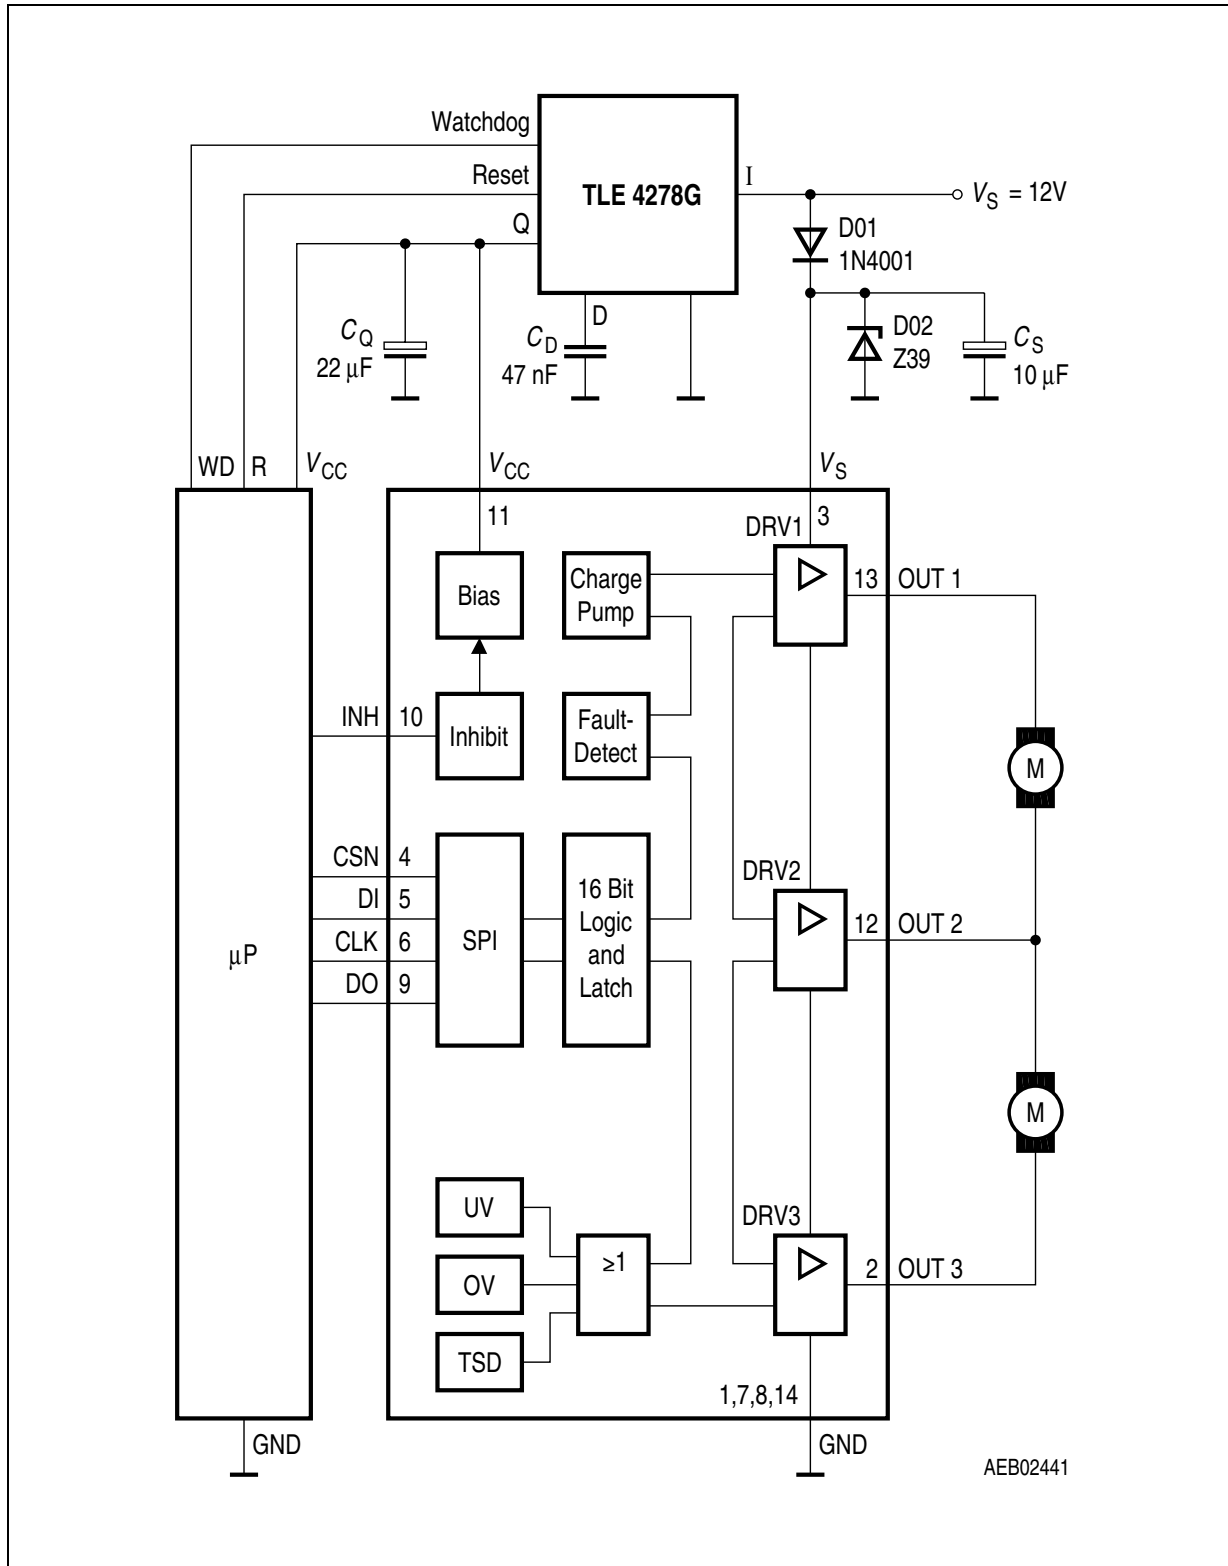 Watchdog
Reset
Q
TLE 4278G
I
V_S = 12V
D01
1N4001
D
C_Q
22 µF
C_D
47 nF
D02
Z39
C_S
10 µF
WD
R
V_CC
V_CC
V_S
11
3
DRV1
Bias
Charge
Pump
13
OUT 1
INH
10
Inhibit
Fault-
Detect
M
CSN
4
DI
5
CLK
6
DO
9
µP
SPI
16 Bit
Logic
and
Latch
DRV2
12
OUT 2
M
UV
OV
TSD
≥1
DRV3
2
OUT 3
1,7,8,14
GND
GND
AEB02441